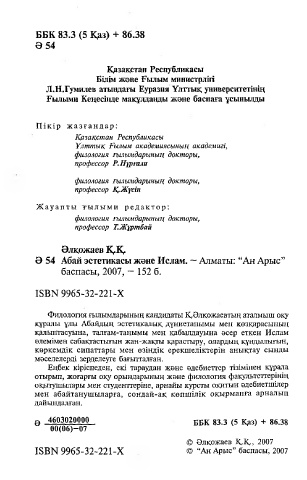 ББК 83.3 (5 Қаз) + 86.38
Ә 54
Қазақстан Республикасы
Білім және Ғылым министрлігі
Л.Н.Гумилев атындағы Еуразия Ұлттық университетінің
Ғылыми Кеңесінде мақұлданды және баспаға ұсынылды
Пікір жазғандар:
Қазақстан Республикасы
Ұлттық Ғылым академиясының академигі,
филология ғылымдарының докторы,
профессор Р.Нұрғали
филология ғылымдарының докторы,
профессор Қ.Жүсіп
Жауапты ғылыми редактор:
филология ғылымдарының докторы,
профессор Т.Жұртбай
Әлқожаев Қ.Қ.
Ә 54 Абай эстетикасы және Ислам. ~ Алматы: “Ан Арыс”
баспасы, 2007, ~ 152 б.
ISBN 9965-32-221-X
Филология ғылымдарының кандидаты Қ.Әлқожаевтың аталмыш оқу
құралы ұлы Абайдың эстетикалық дүниетанымы мен көзқарасының
қалыптасуына, талғам-танымы мен қабылдауына әсер еткен Ислам
әлемімен сабақтастығын жан-жақты қарастыру, олардың құндылығын,
көркемдік сипаттары мен өзіндік ерекшеліктерін анықтау сынды
мәселелерді зерделеуге бағытталған.
Еңбек кіріспеден, екі тараудан және әдебиеттер тізімінен құрала
отырып, жоғарғы оқу орындарының және филология факультеттерінің
оқытушылары мен студенттеріне, арнайы курсты оқитын әдебиетшілер
мен абайтанушыларға, сондай-ақ көпшілік оқырманға арналып
дайындалған.
Ә 4603020000
00(06)-07
ББК 83.3 (5 Қаз) + 86.38
© Әлқожаев Қ.Қ., 2007
ISBN 9965-32-221-X
© “Ан Арыс” баспасы, 2007